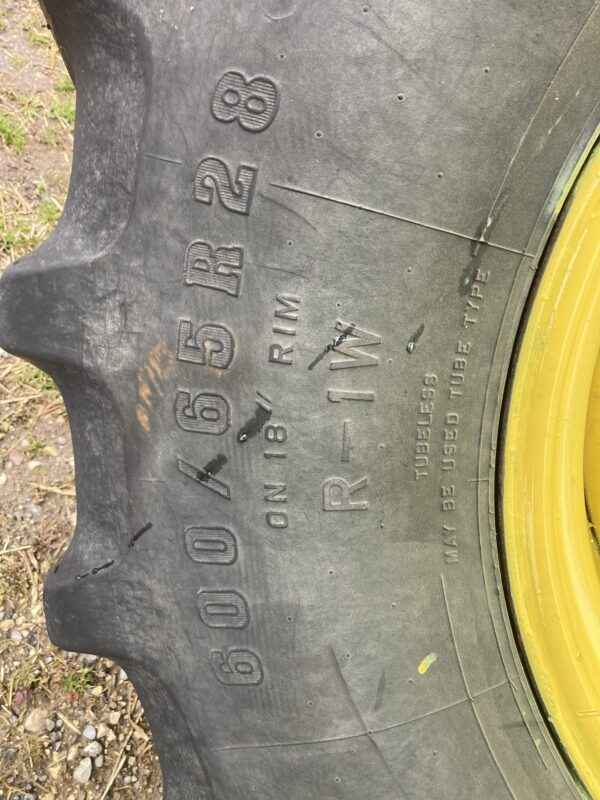 600/65R28
ON 18" RIM
R-1W
TUBELESS
MAY BE USED TUBE TYPE